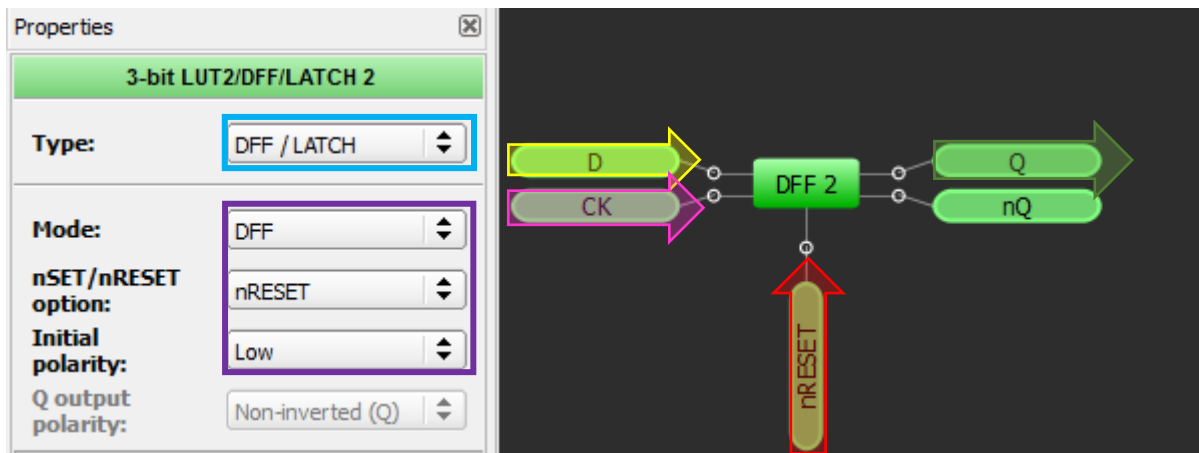 Properties
3-bit LUT2/DFF/LATCH 2
Type: DFF / LATCH
Mode: DFF
nSET/nRESET
option: nRESET
Initial
polarity: Low
Q output
polarity: Non-inverted (Q)
D
CK
DFF 2
Q
nQ
nRESET